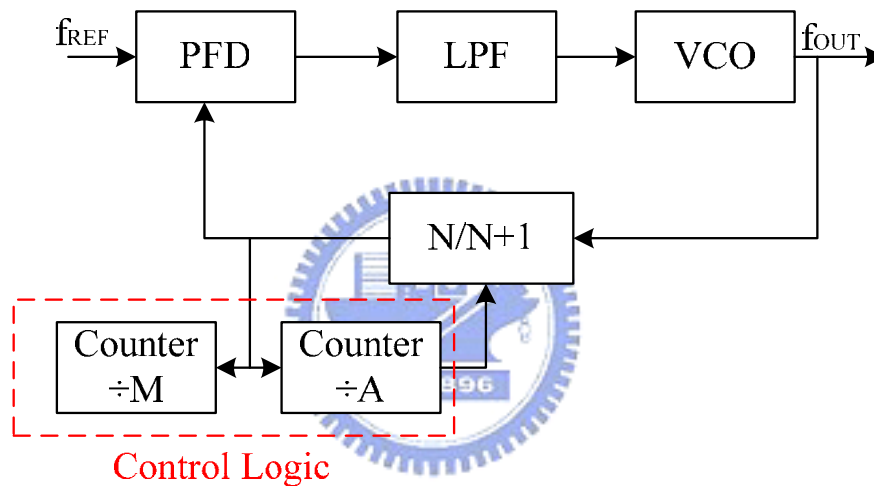 fREF
PFD
LPF
VCO
fOUT
N/N+1
Counter
÷M
Counter
÷A
Control Logic